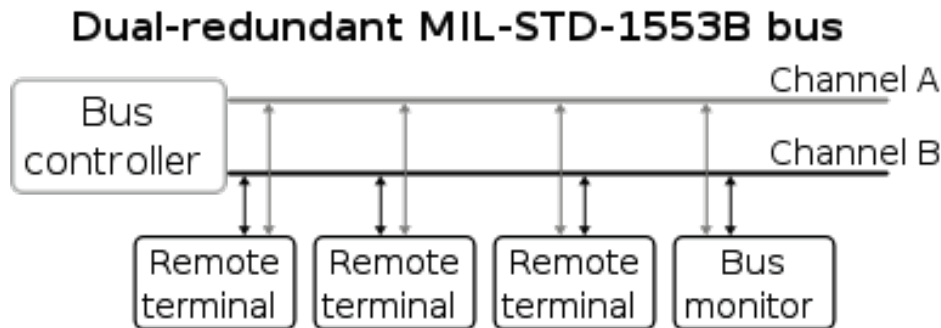 Dual-redundant MIL-STD-1553B bus
Channel A
Bus
controller
Channel B
Remote
terminal
Remote
terminal
Remote
terminal
Bus
monitor